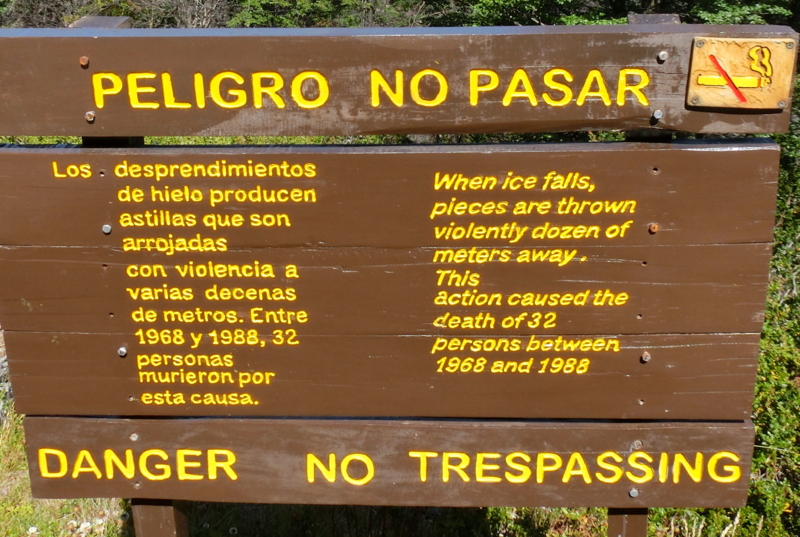 PELIGRO NO PASAR
Los desprendimientos
de hielo producen
astillas que son
arrojadas
con violencia a
varias decenas
de metros. Entre
1968 y 1988, 32
personas
murieron por
esta causa.
When ice falls,
pieces are thrown
violently dozen of
meters away.
This
action caused the
death of 32
persons between
1968 and 1988
DANGER NO TRESPASSING